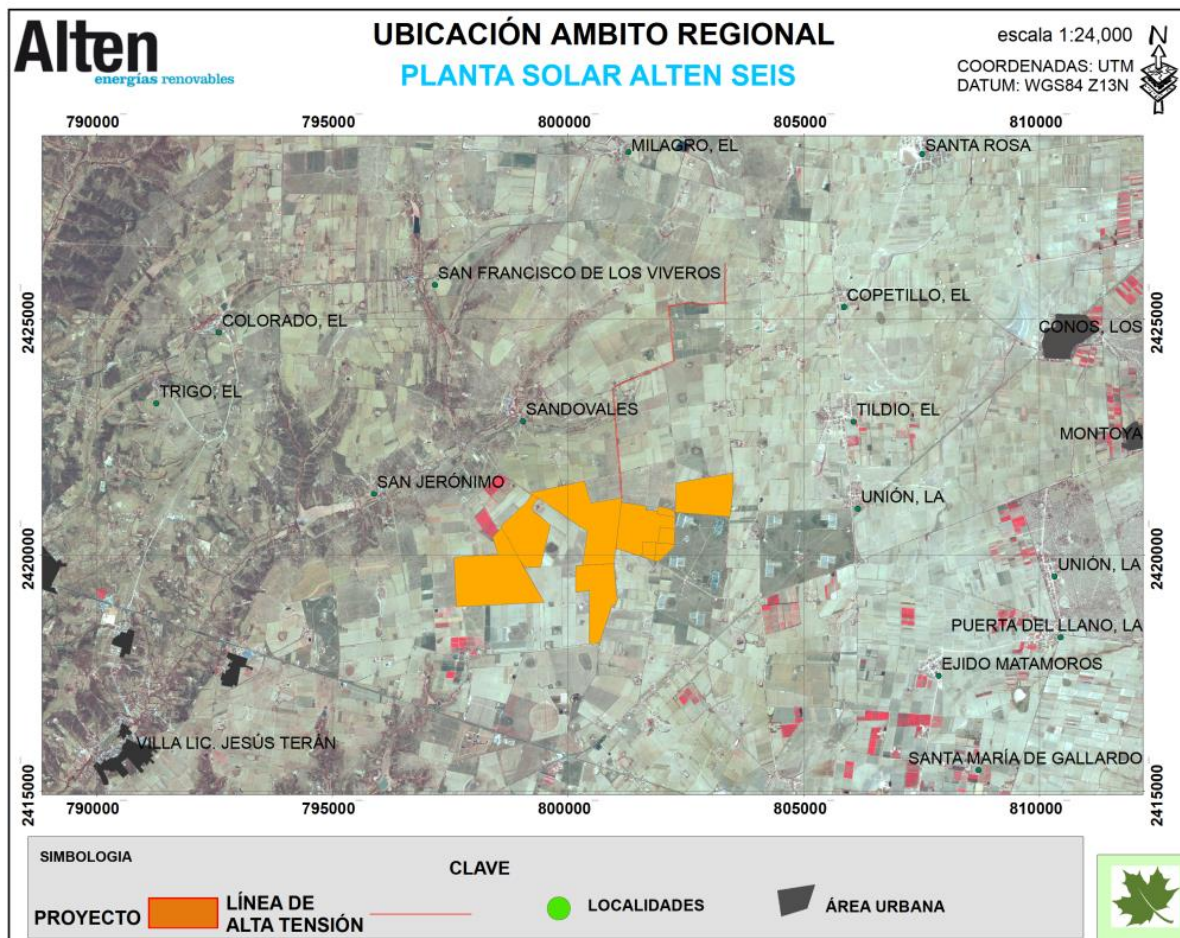 Alten
energías renovables
UBICACIÓN AMBITO REGIONAL
PLANTA SOLAR ALTEN SEIS
escala 1:24,000
N
COORDENADAS: UTM
DATUM: WGS84 Z13N
790000 795000 800000 805000 810000
MILAGRO, EL
SANTA ROSA
SAN FRANCISCO DE LOS VIVEROS
COPETILLO, EL
2425000
2425000
COLORADO, EL
CONOS, LOS
TRIGO, EL
SANDOVALES
TILDIO, EL
MONTOYA
SAN JERÓNIMO
UNIÓN, LA
2420000
2420000
UNIÓN, LA
PUERTA DEL LLANO, LA
EJIDO MATAMOROS
VILLA LIC. JESÚS TERÁN
SANTA MARÍA DE GALLARDO
2415000
2415000
790000 795000 800000 805000 810000
SIMBOLOGIA
CLAVE
PROYECTO
LÍNEA DE
ALTA TENSIÓN
LOCALIDADES
ÁREA URBANA